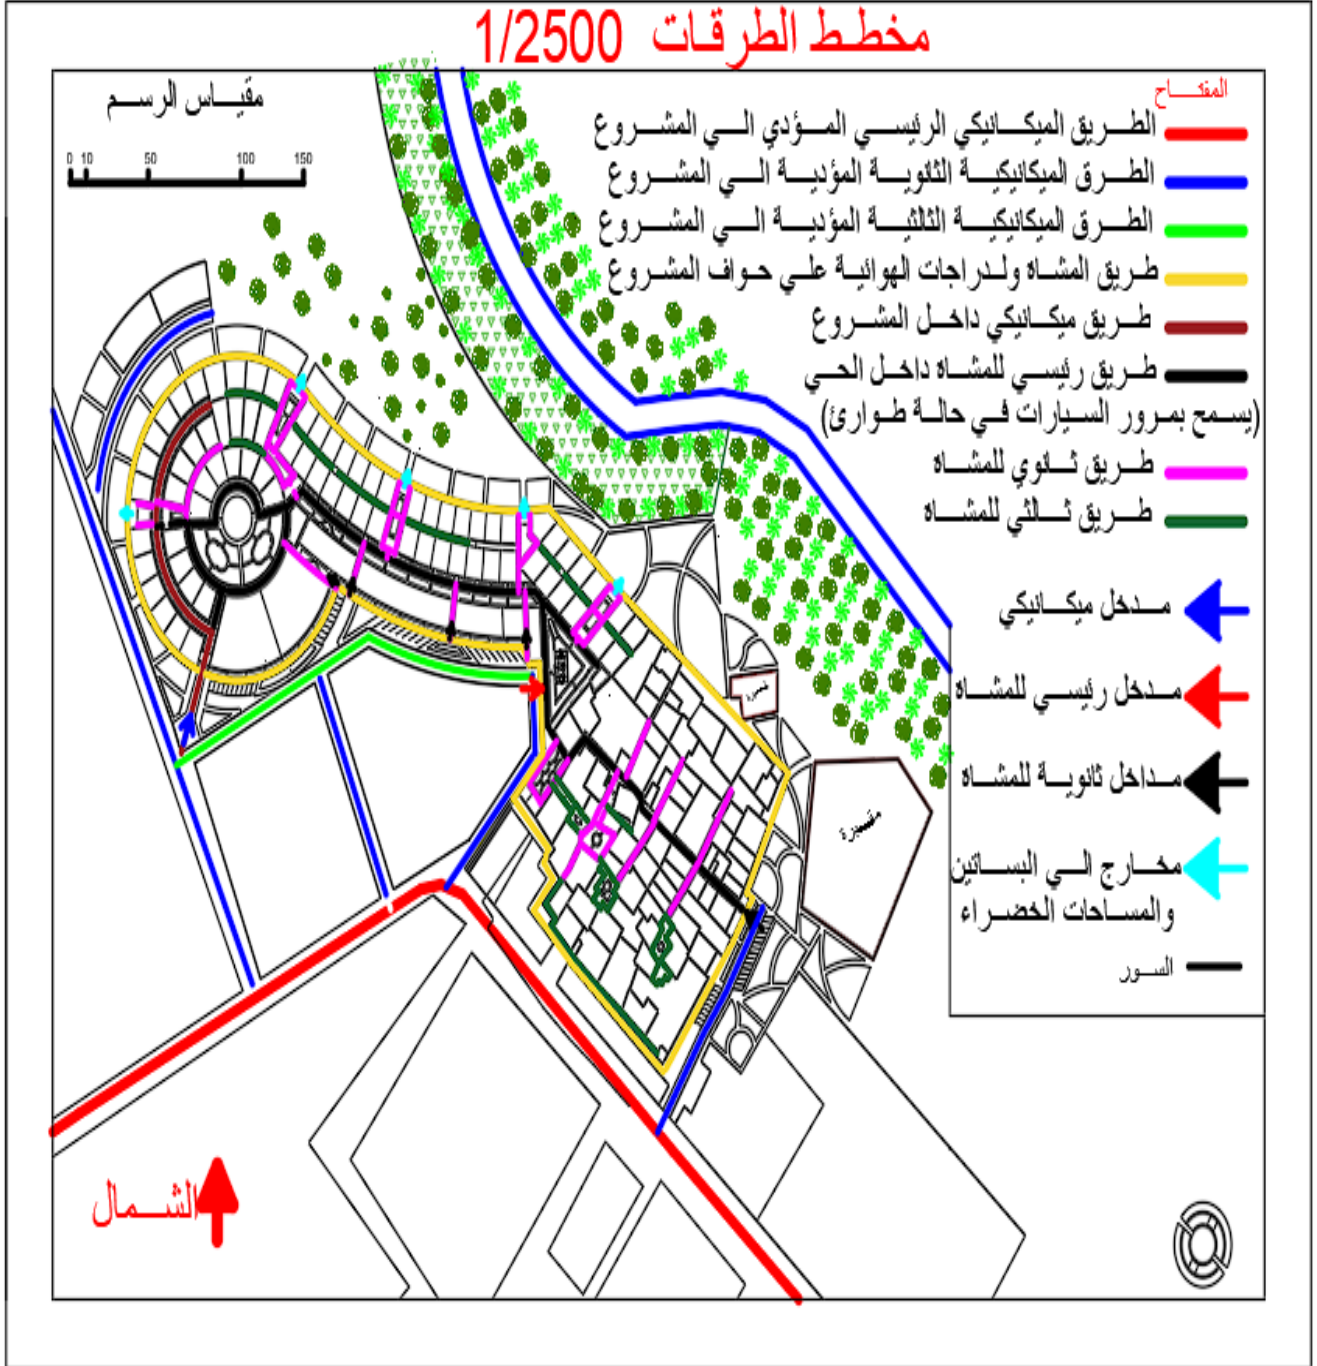 مخطط الطرقات 1/2500
المفتاح
مقياس الرسم
0 10 50 100 150
الطريق الميكانيكي الرئيسي المؤدي الي المشروع
الطرق الميكانيكية الثانوية المؤدية الي المشروع
الطرق الميكانيكية الثالثية المؤدية الي المشروع
طريق المشاه ولدراجات الهوائية علي حواف المشروع
طريق ميكانيكي داخل المشروع
طريق رئيسي للمشاه داخل الحي
(يسمح بمرور السيارات في حالة طوارئ)
طريق ثانوي للمشاه
طريق ثالثي للمشاه
مدخل ميكانيكي
مدخل رئيسي للمشاه
مداخل ثانوية للمشاه
مخارج الي البساتين
والمساحات الخضراء
السور
مقبرة
الشمال